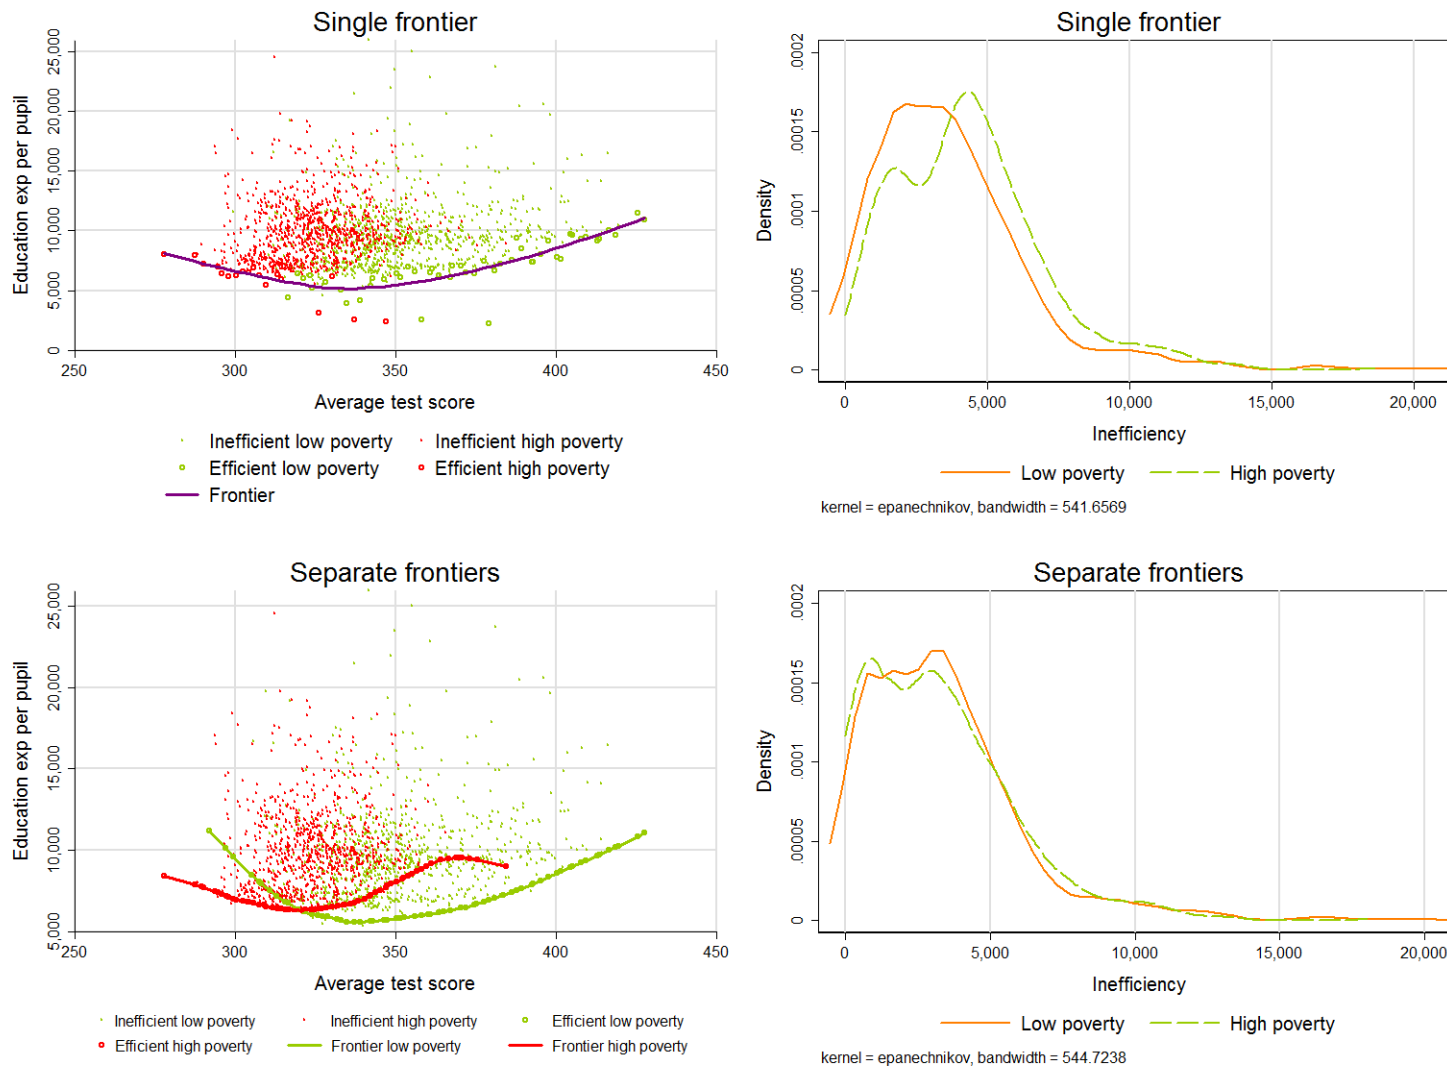 Single frontier
Education exp per pupil
25,000
20,000
15,000
10,000
5,000
0
250 300 350 400 450
Average test score
Inefficient low poverty Inefficient high poverty
Efficient low poverty Efficient high poverty
Frontier
Single frontier
Density
.0002
.00015
.0001
.00005
0
0 5,000 10,000 15,000 20,000
Inefficiency
Low poverty High poverty
kernel = epanechnikov, bandwidth = 541.6569
Separate frontiers
Education exp per pupil
25,000
20,000
15,000
10,000
5,000
250 300 350 400 450
Average test score
Inefficient low poverty Inefficient high poverty Efficient low poverty
Efficient high poverty Frontier low poverty Frontier high poverty
Separate frontiers
Density
.0002
.00015
.0001
.00005
0
0 5,000 10,000 15,000 20,000
Inefficiency
Low poverty High poverty
kernel = epanechnikov, bandwidth = 544.7238